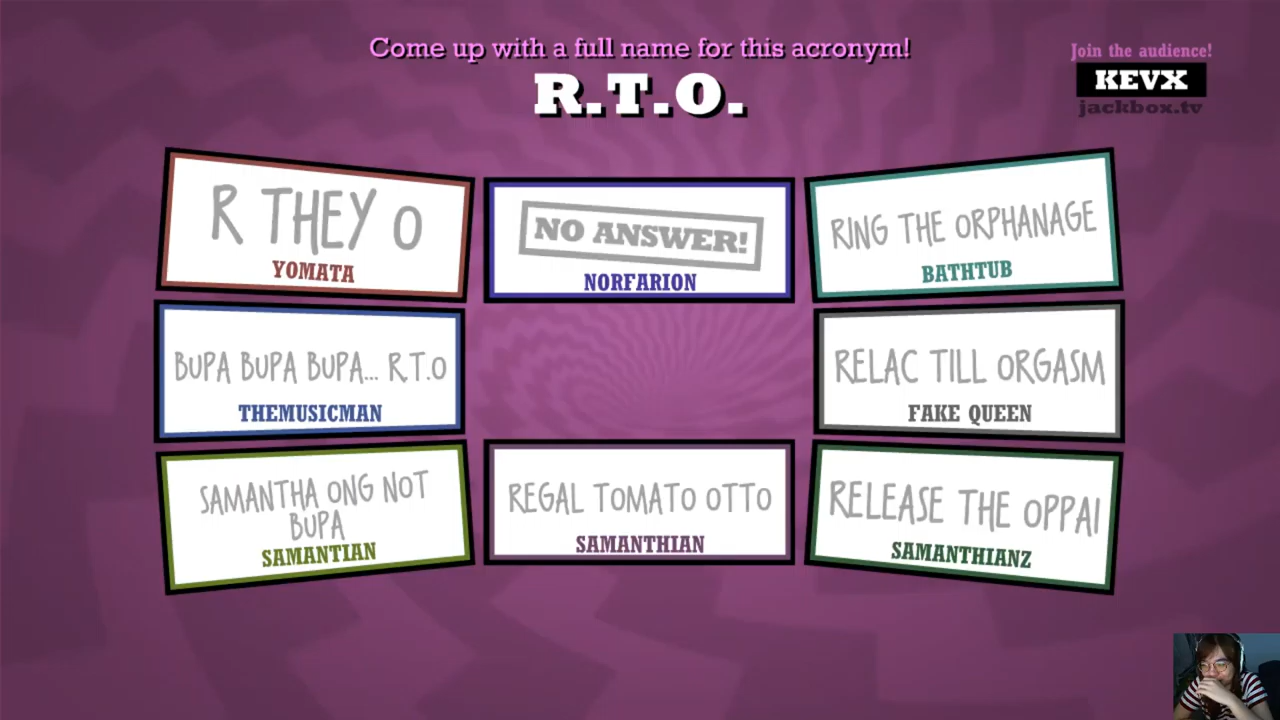 Come up with a full name for this acronym!
R.T.O.
Join the audience!
KEVX
jackbox.tv
R THEY O
YOMATA
NO ANSWER!
NORFARION
RING THE ORPHANAGE
BATHTUB
BUPA BUPA BUPA... R.T.O
THEMUSICMAN
RELAC TILL ORGASM
FAKE QUEEN
SAMANTHA ONG NOT
BUPA
SAMANTIAN
REGAL TOMATO OTTO
SAMANTHIAN
RELEASE THE OPPAI
SAMANTHIANZ